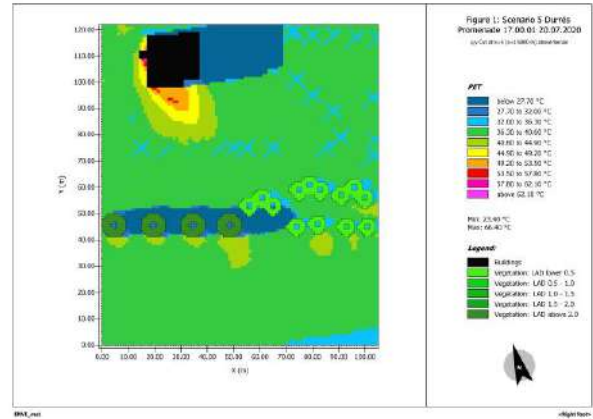 Figure 1: Scenario 5 Durrës
Promenade 17.00.01 20.07.2020
PET
below 27.70 °C
27.70 to 32.00 °C
32.00 to 36.30 °C
36.30 to 40.60 °C
40.60 to 44.90 °C
44.90 to 49.20 °C
49.20 to 53.50 °C
53.50 to 57.80 °C
57.80 to 62.10 °C
above 62.10 °C
Min: 23.40 °C
Max: 66.40 °C
Legend:
Buildings
Vegetation: LAD lower 0.5
Vegetation: LAD 0.5 - 1.0
Vegetation: LAD 1.0 - 1.5
Vegetation: LAD 1.5 - 2.0
Vegetation: LAD above 2.0
N
120.00
100.00
80.00
70.00
60.00
50.00
40.00
30.00
20.00
10.00
0.00
Y (m)
0.00 10.00 20.00 30.00 40.00 50.00 60.00 70.00 80.00 90.00 100.00
X (m)
ENVI_met
<Right foot>